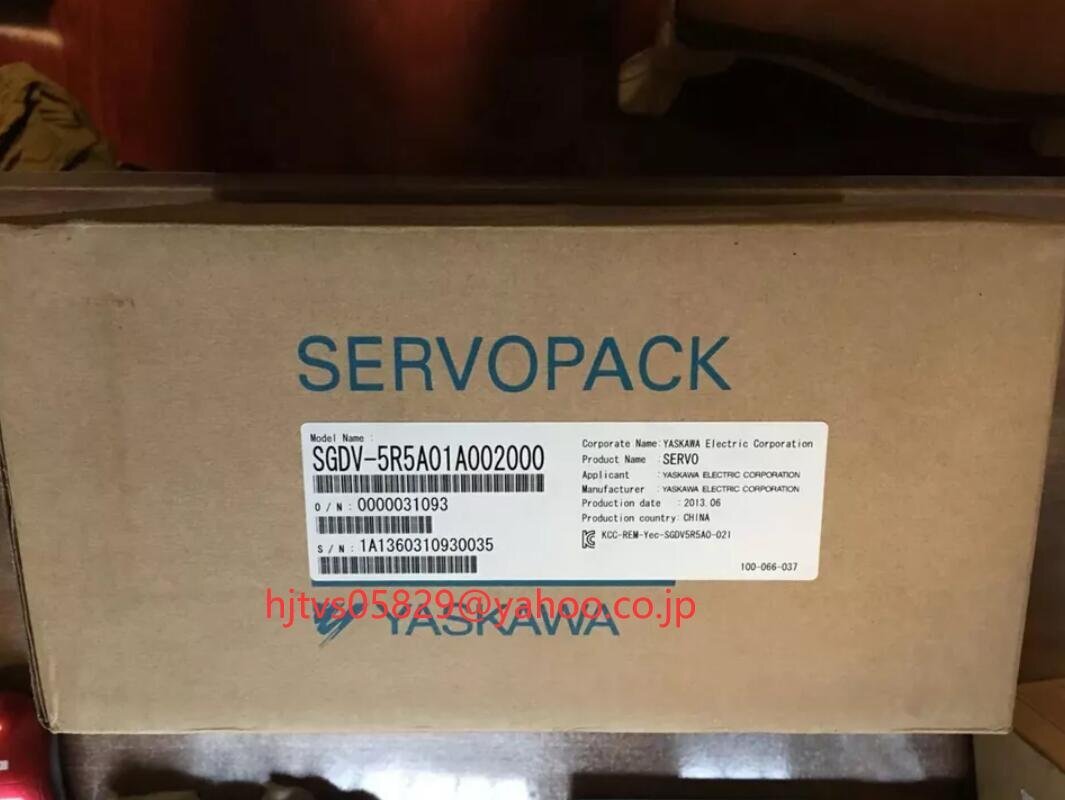 SERVOPACK
Model Name :
SGDV-5R5A01A002000
O / N : 0000031093
S / N : 1A1360310930035
Corporate Name: YASKAWA Electric Corporation
Product Name : SERVO
Applicant : YASKAWA ELECTRIC CORPORATION
Manufacturer : YASKAWA ELECTRIC CORPORATION
Production date : 2013.06
Production country: CHINA
KCC-REM-Yec-SGDV5R5A0-021
100-066-037
hjtvs05829@yahoo.co.jp
YASKAWA